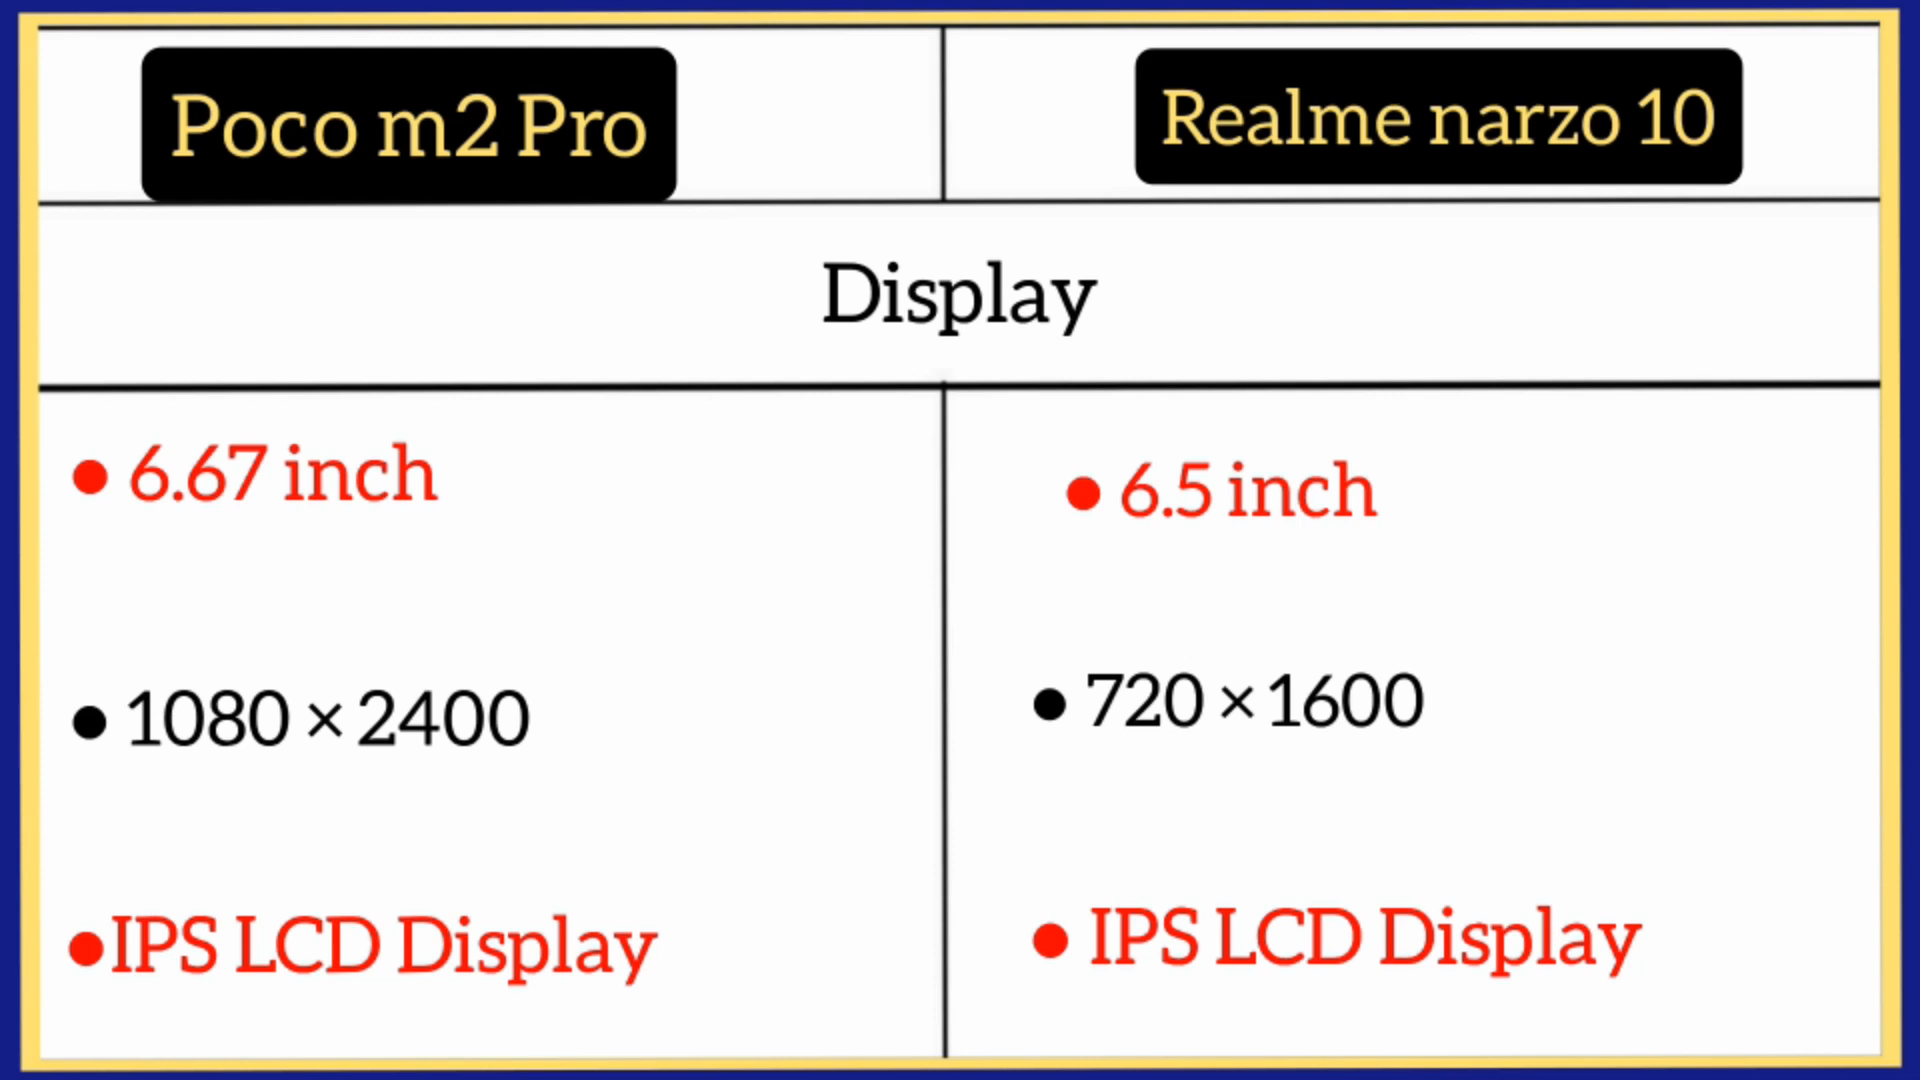 Poco m2 Pro
Realme narzo 10
Display
• 6.67 inch
• 6.5 inch
• 1080 × 2400
• 720 × 1600
•IPS LCD Display
• IPS LCD Display